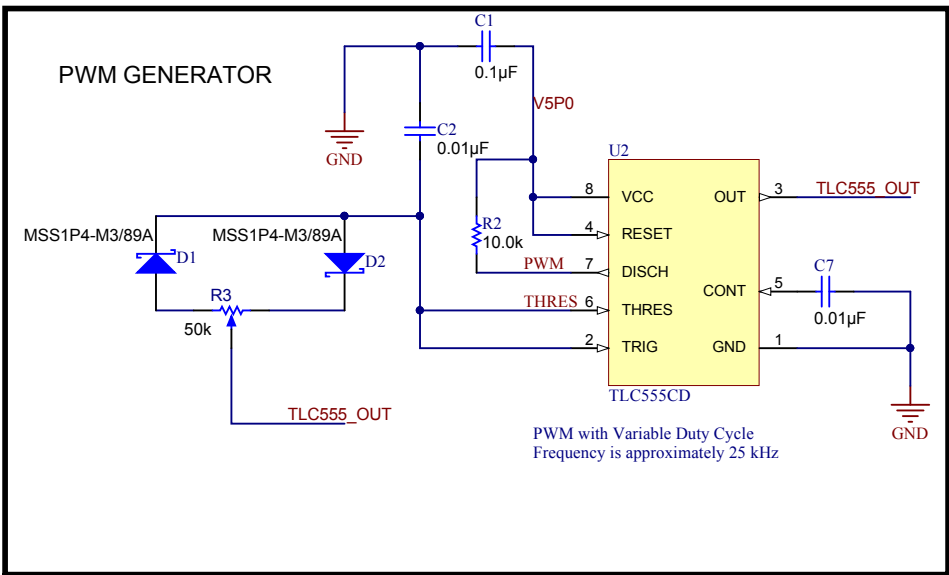 C1
PWM GENERATOR
0.1µF
V5P0
C2
0.01µF
GND
U2
8 VCC OUT 3 TLC555_OUT
MSS1P4-M3/89A MSS1P4-M3/89A
R2
10.0k
4 RESET
D1 D2
PWM 7 DISCH
C7
R3
CONT 5
THRES 6 THRES
0.01µF
50k
2 TRIG GND 1
TLC555CD
TLC555_OUT
GND
PWM with Variable Duty Cycle
Frequency is approximately 25 kHz